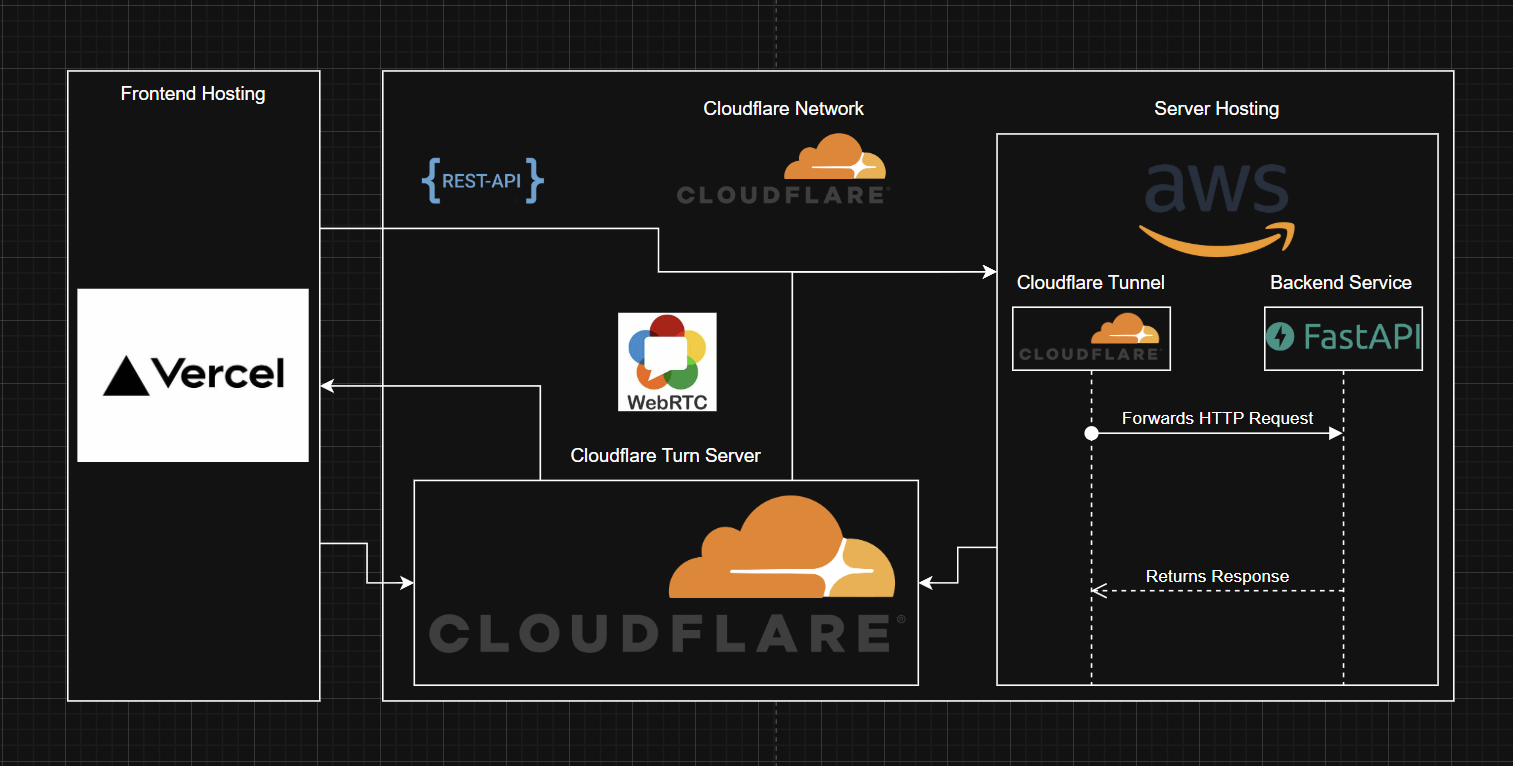 Frontend Hosting
Cloudflare Network
Server Hosting
{REST-API}
CLOUDFLARE®
aws
Cloudflare Tunnel
Backend Service
CLOUDFLARE
FastAPI
Vercel
WebRTC
Forwards HTTP Request
Cloudflare Turn Server
CLOUDFLARE®
Returns Response